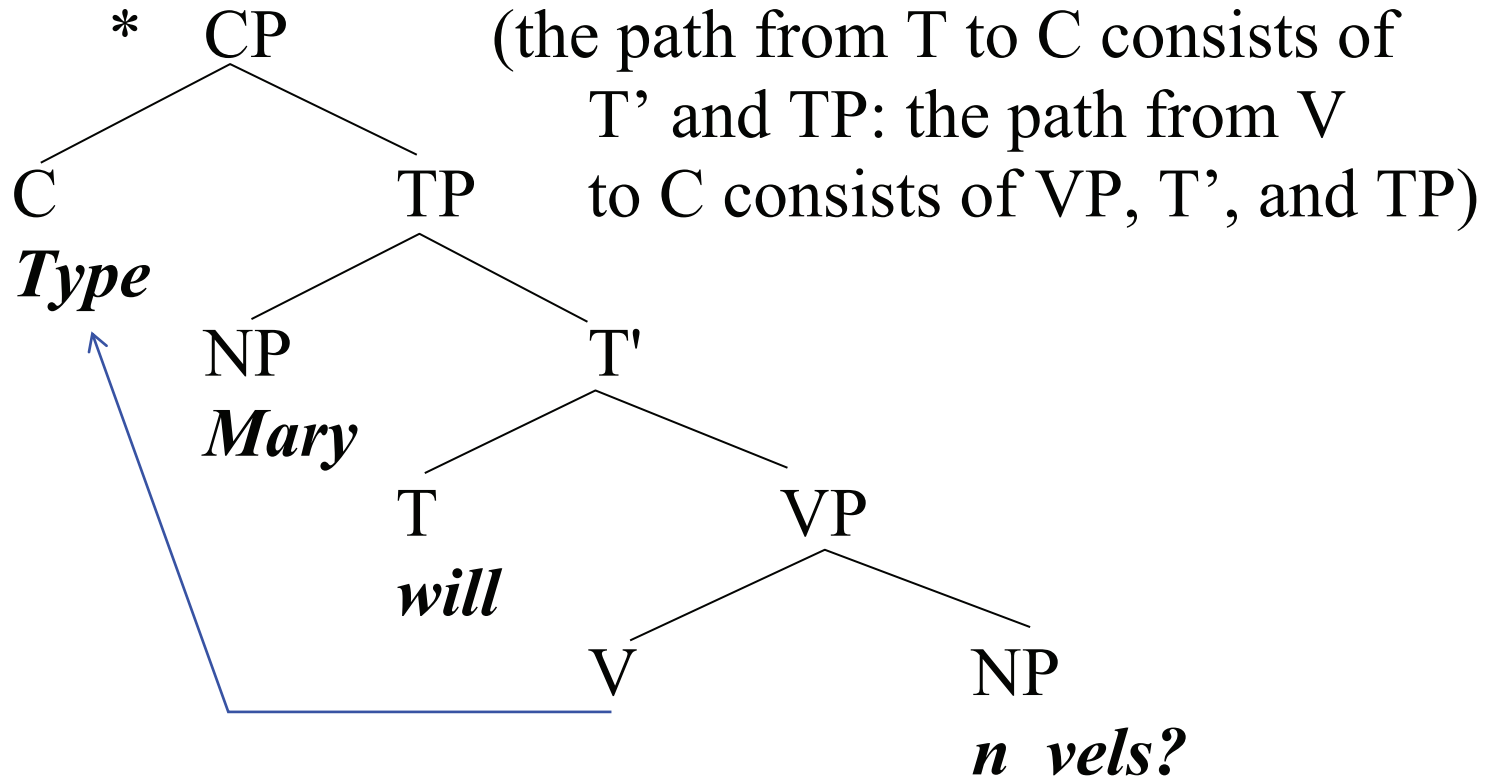 * CP (the path from T to C consists of
T’ and TP: the path from V
C TP to C consists of VP, T’, and TP)
Type
NP T'
Mary
T VP
will
V NP
n vels?